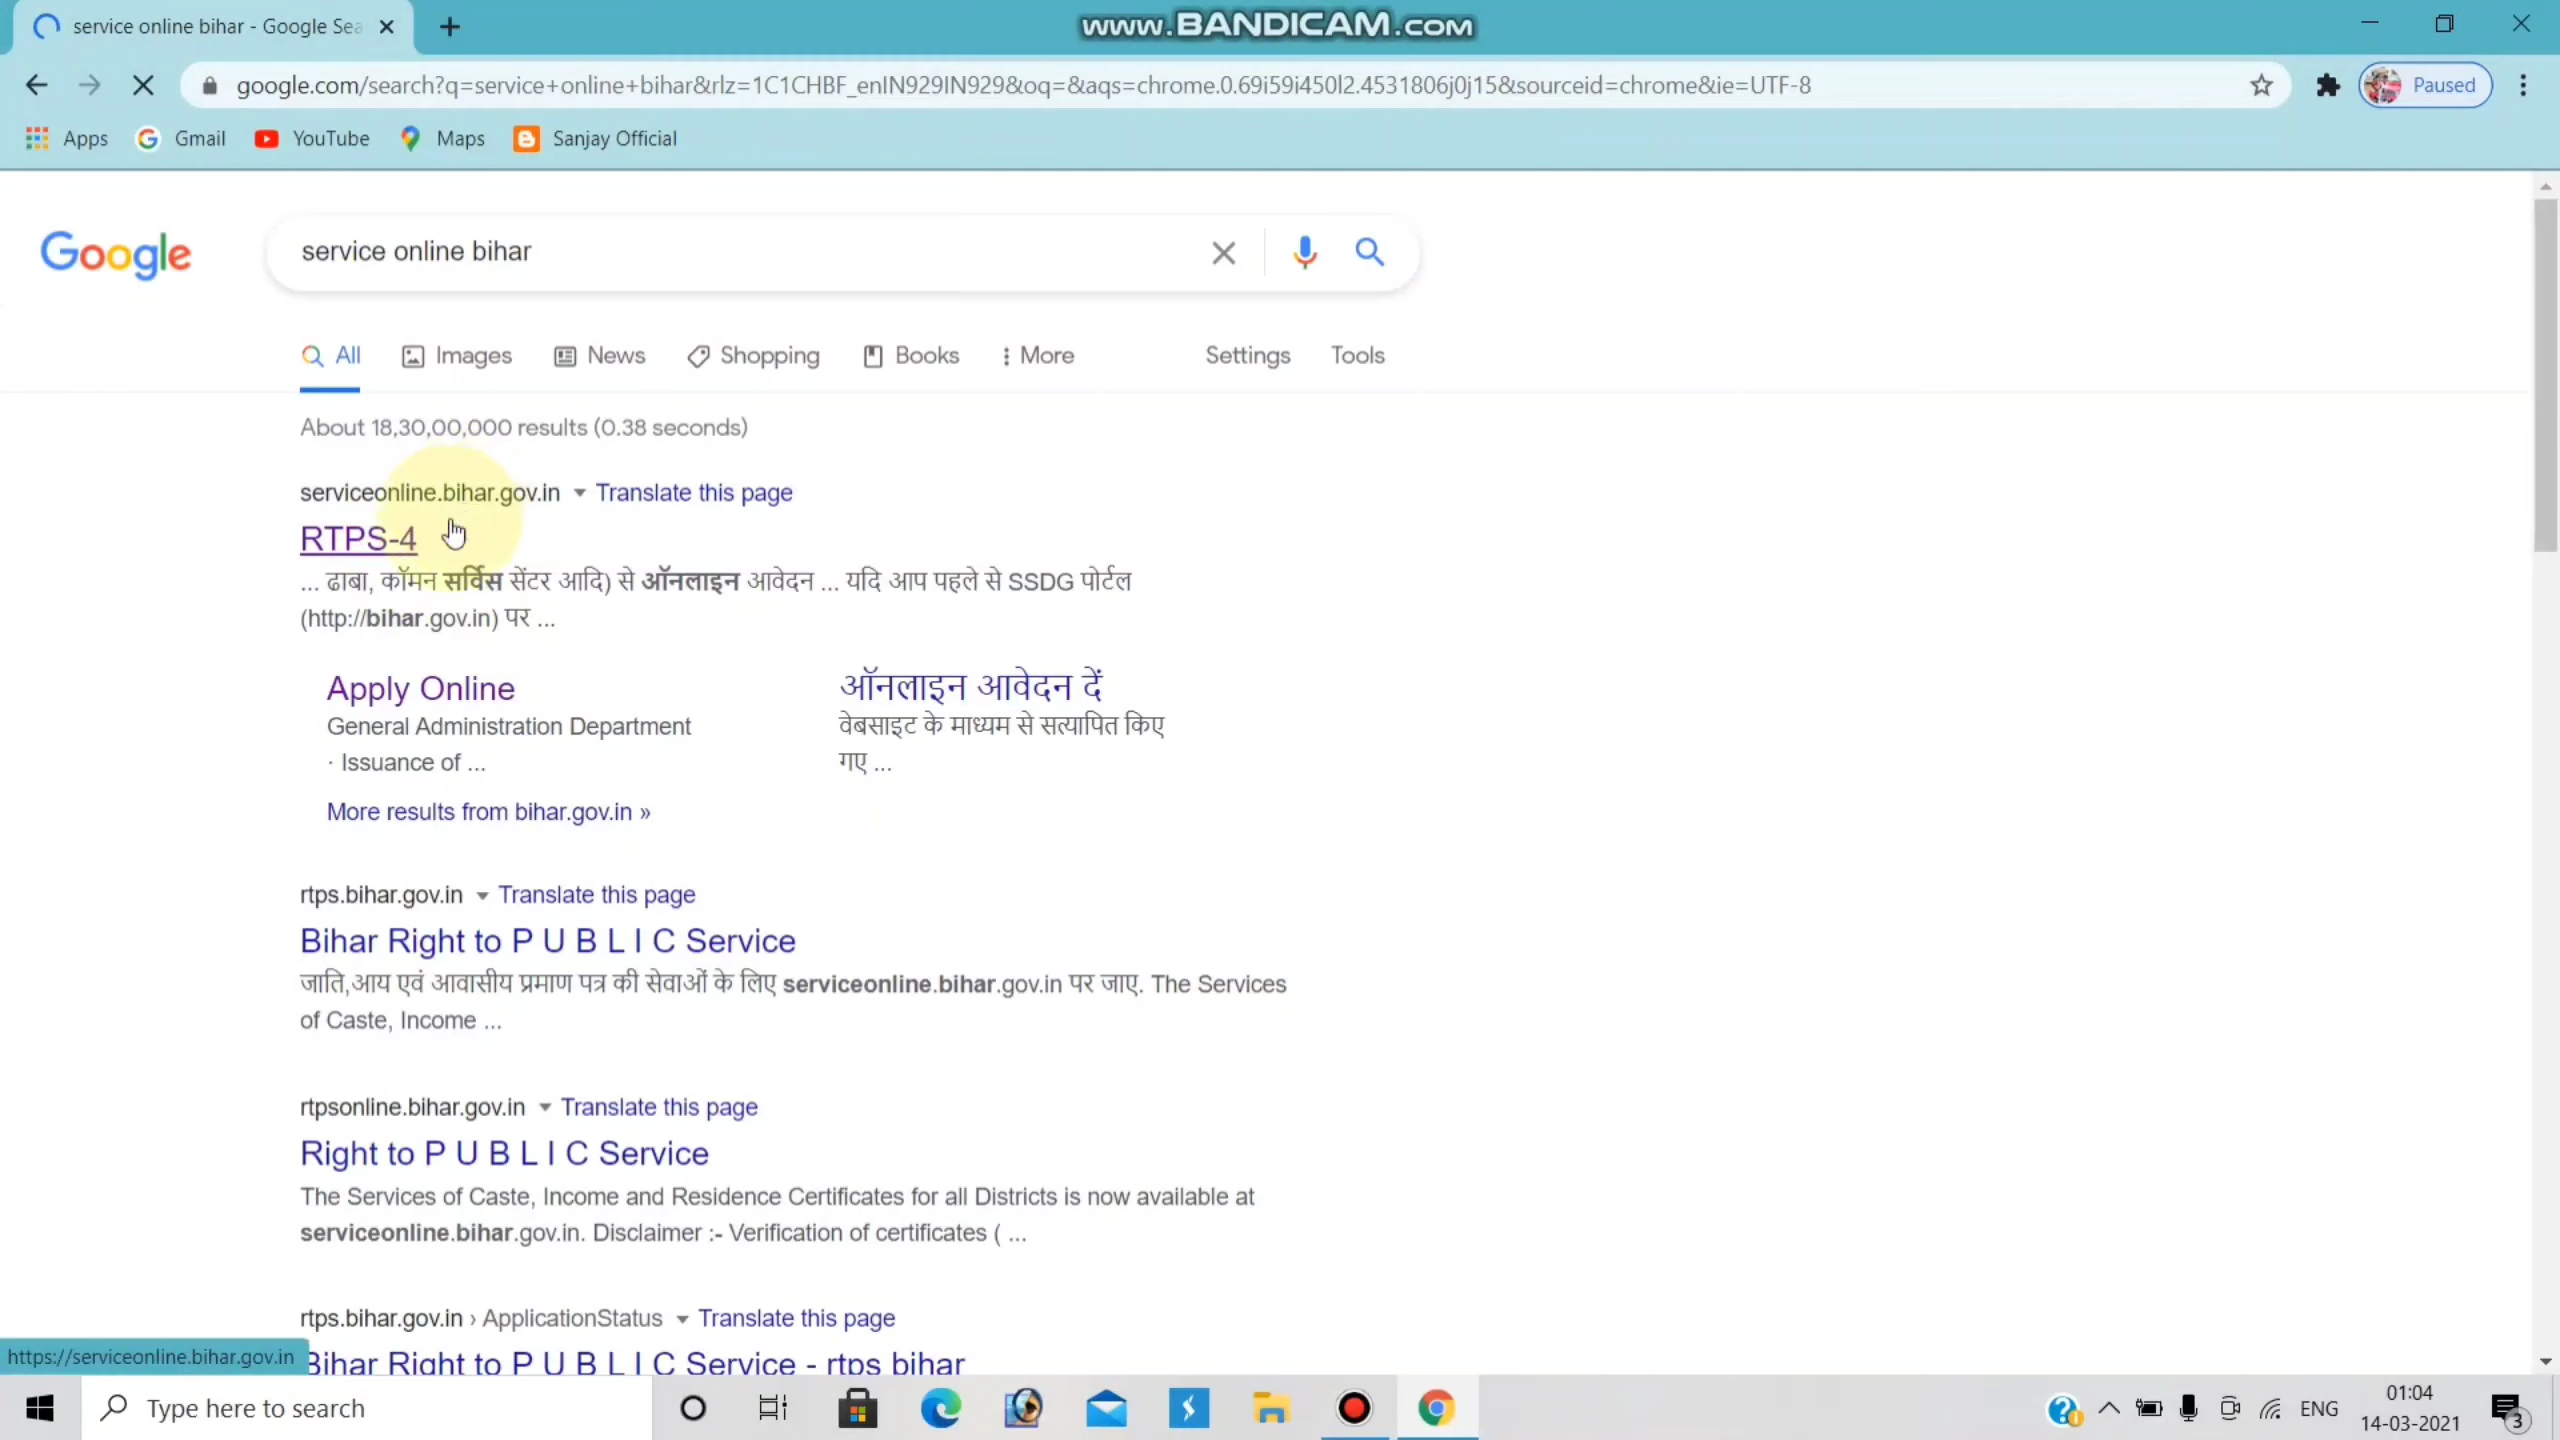 service online bihar - Google Sea
www.BANDICAM.com
google.com/search?q=service+online+bihar&rlz=1C1CHBF_enIN929IN929&oq=&aqs=chrome.0.69i59i450l2.4531806j0j15&sourceid=chrome&ie=UTF-8
Paused
Apps Gmail YouTube Maps Sanjay Official
Google
service online bihar
All Images News Shopping Books More Settings Tools
About 18,30,00,000 results (0.38 seconds)
serviceonline.bihar.gov.in Translate this page
RTPS-4
... ढाबा, कॉमन सर्विस सेंटर आदि) से ऑनलाइन आवेदन ... यदि आप पहले से SSDG पोर्टल
(http://bihar.gov.in) पर ...
Apply Online
General Administration Department
· Issuance of ...
ऑनलाइन आवेदन दें
वेबसाइट के माध्यम से सत्यापित किए
गए ...
More results from bihar.gov.in »
rtps.bihar.gov.in Translate this page
Bihar Right to P U B L I C Service
जाति,आय एवं आवासीय प्रमाण पत्र की सेवाओं के लिए serviceonline.bihar.gov.in पर जाए. The Services
of Caste, Income ...
rtpsonline.bihar.gov.in Translate this page
Right to P U B L I C Service
The Services of Caste, Income and Residence Certificates for all Districts is now available at
serviceonline.bihar.gov.in. Disclaimer :- Verification of certificates ( ...
rtps.bihar.gov.in › ApplicationStatus Translate this page
Bihar Right to P U B L I C Service - rtps bihar
https://serviceonline.bihar.gov.in
Type here to search
ENG
01:04
14-03-2021
3